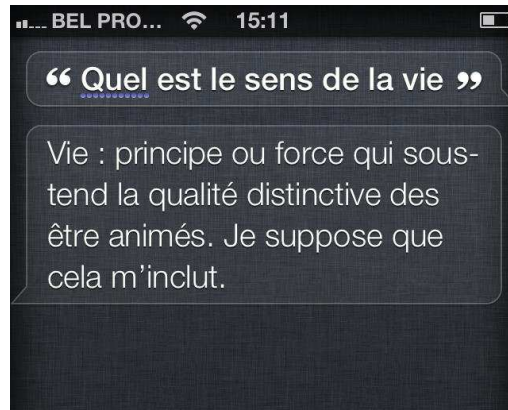 BEL PRO... 15:11
“ Quel est le sens de la vie ”
Vie : principe ou force qui sous-
tend la qualité distinctive des
être animés. Je suppose que
cela m’inclut.